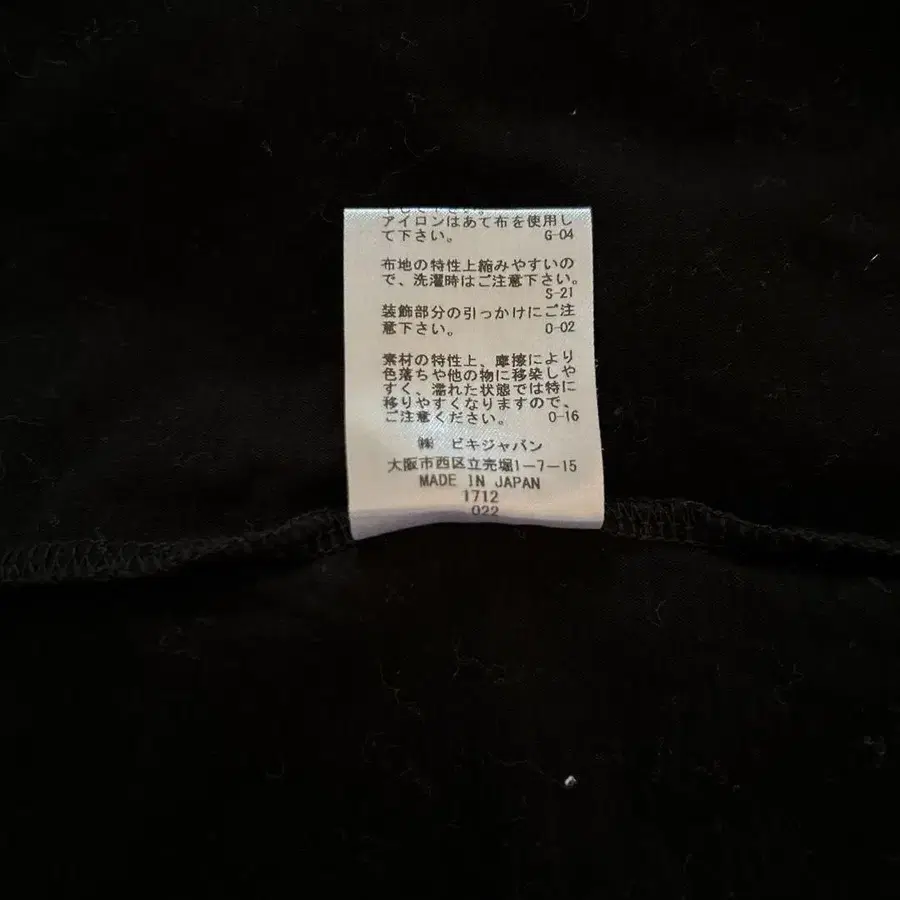 アイロンはあて布を使用し
て下さい。 G-04
布地の特性上縮みやすいの
で、洗濯時はご注意下さい。
S-21
装飾部分の引っかけにご注
意下さい。 O-02
素材の特性上、摩擦により
色落ちや他の物に移染しや
すく、濡れた状態では特に
移りやすくなりますので、
ご注意ください。 O-16
㈱ ビキジャパン
大阪市西区立売堀1-7-15
MADE IN JAPAN
1712
022